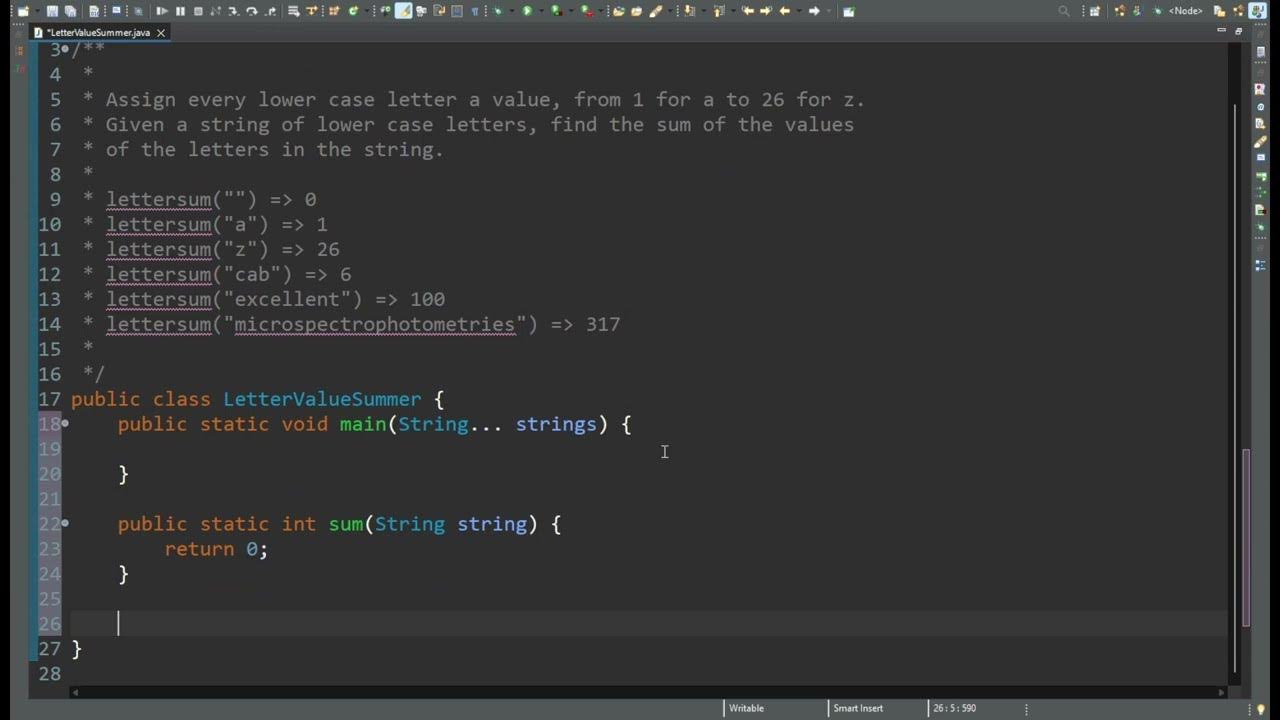 <Node>
*LetterValueSummer.java
3 /**
4 *
5 * Assign every lower case letter a value, from 1 for a to 26 for z.
6 * Given a string of lower case letters, find the sum of the values
7 * of the letters in the string.
8 *
9 * lettersum("") => 0
10 * lettersum("a") => 1
11 * lettersum("z") => 26
12 * lettersum("cab") => 6
13 * lettersum("excellent") => 100
14 * lettersum("microspectrophotometries") => 317
15 *
16 */
17 public class LetterValueSummer {
18 public static void main(String... strings) {
19
20 }
21
22 public static int sum(String string) {
23 return 0;
24 }
25
26
27 }
28
Writable Smart Insert 26:5:590